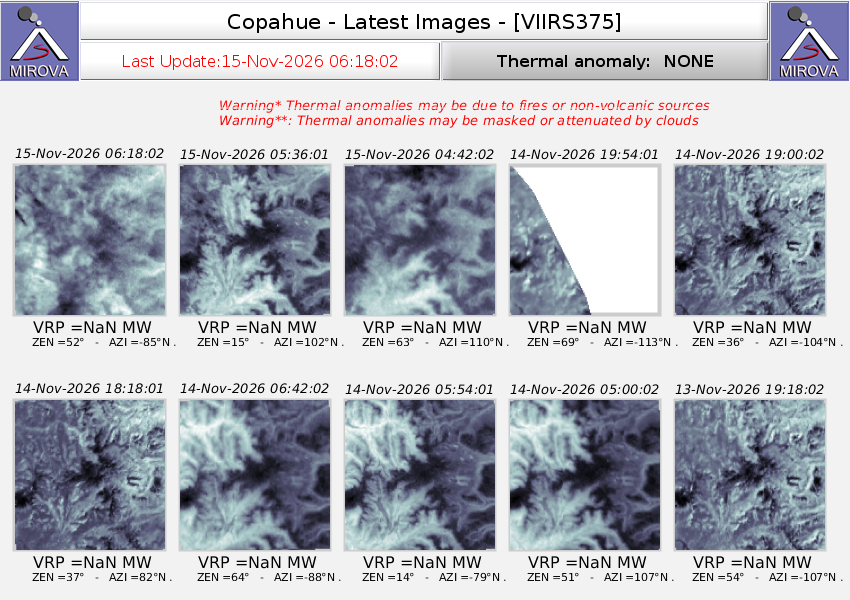 MIROVA
Copahue - Latest Images - [VIIRS375]
MIROVA
Last Update:15-Nov-2026 06:18:02
Thermal anomaly:  NONE
Warning* Thermal anomalies may be due to fires or non-volcanic sources
Warning**: Thermal anomalies may be masked or attenuated by clouds
15-Nov-2026 06:18:02
15-Nov-2026 05:36:01
15-Nov-2026 04:42:02
14-Nov-2026 19:54:01
14-Nov-2026 19:00:02
VRP =NaN MW
VRP =NaN MW
VRP =NaN MW
VRP =NaN MW
VRP =NaN MW
ZEN =52° - AZI =-85°N .
ZEN =15° - AZI =102°N .
ZEN =63° - AZI =110°N .
ZEN =69° - AZI =-113°N .
ZEN =36° - AZI =-104°N .
14-Nov-2026 18:18:01
14-Nov-2026 06:42:02
14-Nov-2026 05:54:01
14-Nov-2026 05:00:02
13-Nov-2026 19:18:02
VRP =NaN MW
VRP =NaN MW
VRP =NaN MW
VRP =NaN MW
VRP =NaN MW
ZEN =37° - AZI =82°N .
ZEN =64° - AZI =-88°N .
ZEN =14° - AZI =-79°N .
ZEN =51° - AZI =107°N .
ZEN =54° - AZI =-107°N .